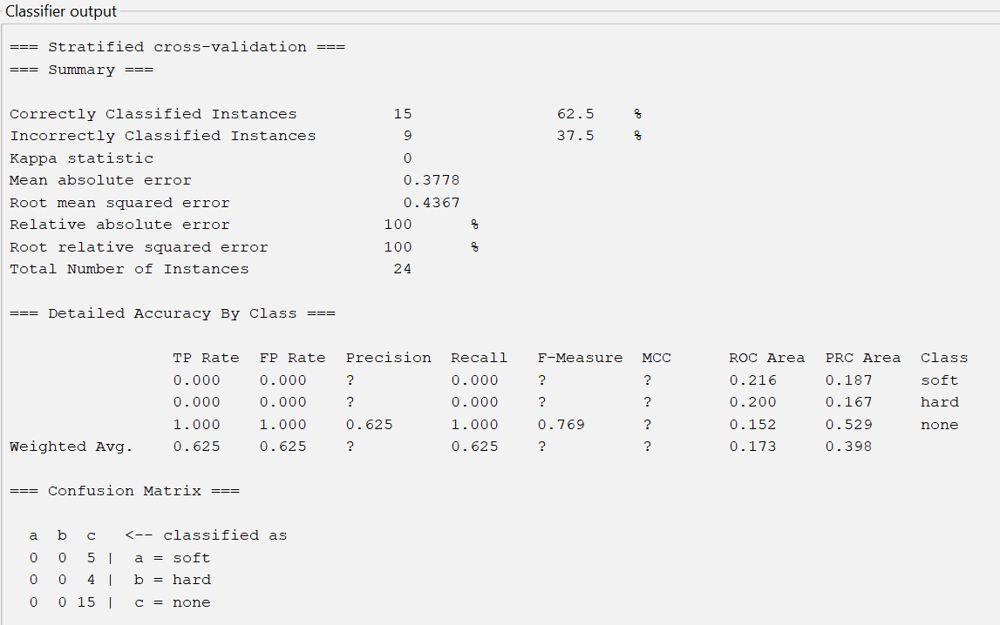 Classifier output
=== Stratified cross-validation ===
=== Summary ===
Correctly Classified Instances 15 62.5 %
Incorrectly Classified Instances 9 37.5 %
Kappa statistic 0
Mean absolute error 0.3778
Root mean squared error 0.4367
Relative absolute error 100 %
Root relative squared error 100 %
Total Number of Instances 24
=== Detailed Accuracy By Class ===
TP Rate FP Rate Precision Recall F-Measure MCC ROC Area PRC Area Class
0.000 0.000 ? 0.000 ? ? 0.216 0.187 soft
0.000 0.000 ? 0.000 ? ? 0.200 0.167 hard
1.000 1.000 0.625 1.000 0.769 ? 0.152 0.529 none
Weighted Avg. 0.625 0.625 ? 0.625 ? ? 0.173 0.398
=== Confusion Matrix ===
a b c <-- classified as
0 0 5 | a = soft
0 0 4 | b = hard
0 0 15 | c = none